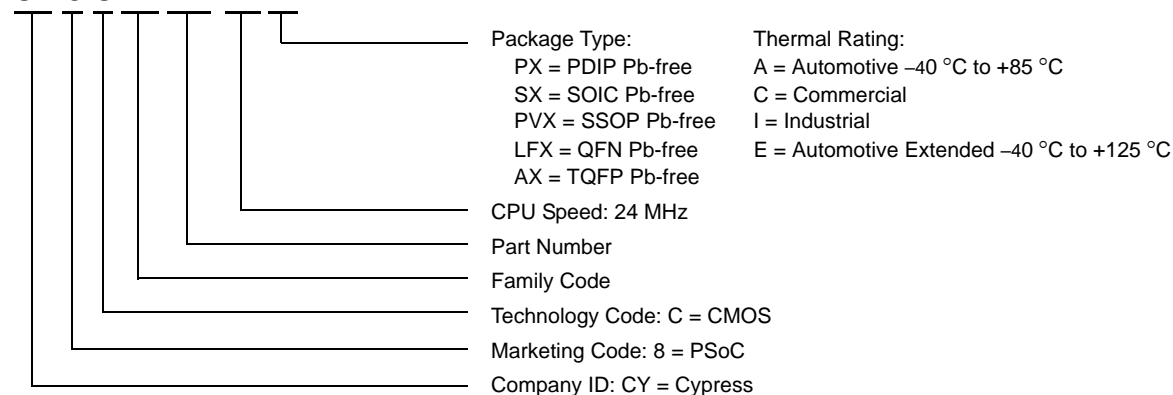 Package Type: Thermal Rating:
PX = PDIP Pb-free A = Automotive –40 °C to +85 °C
SX = SOIC Pb-free C = Commercial
PVX = SSOP Pb-free I = Industrial
LFX = QFN Pb-free E = Automotive Extended –40 °C to +125 °C
AX = TQFP Pb-free
CPU Speed: 24 MHz
Part Number
Family Code
Technology Code: C = CMOS
Marketing Code: 8 = PSoC
Company ID: CY = Cypress